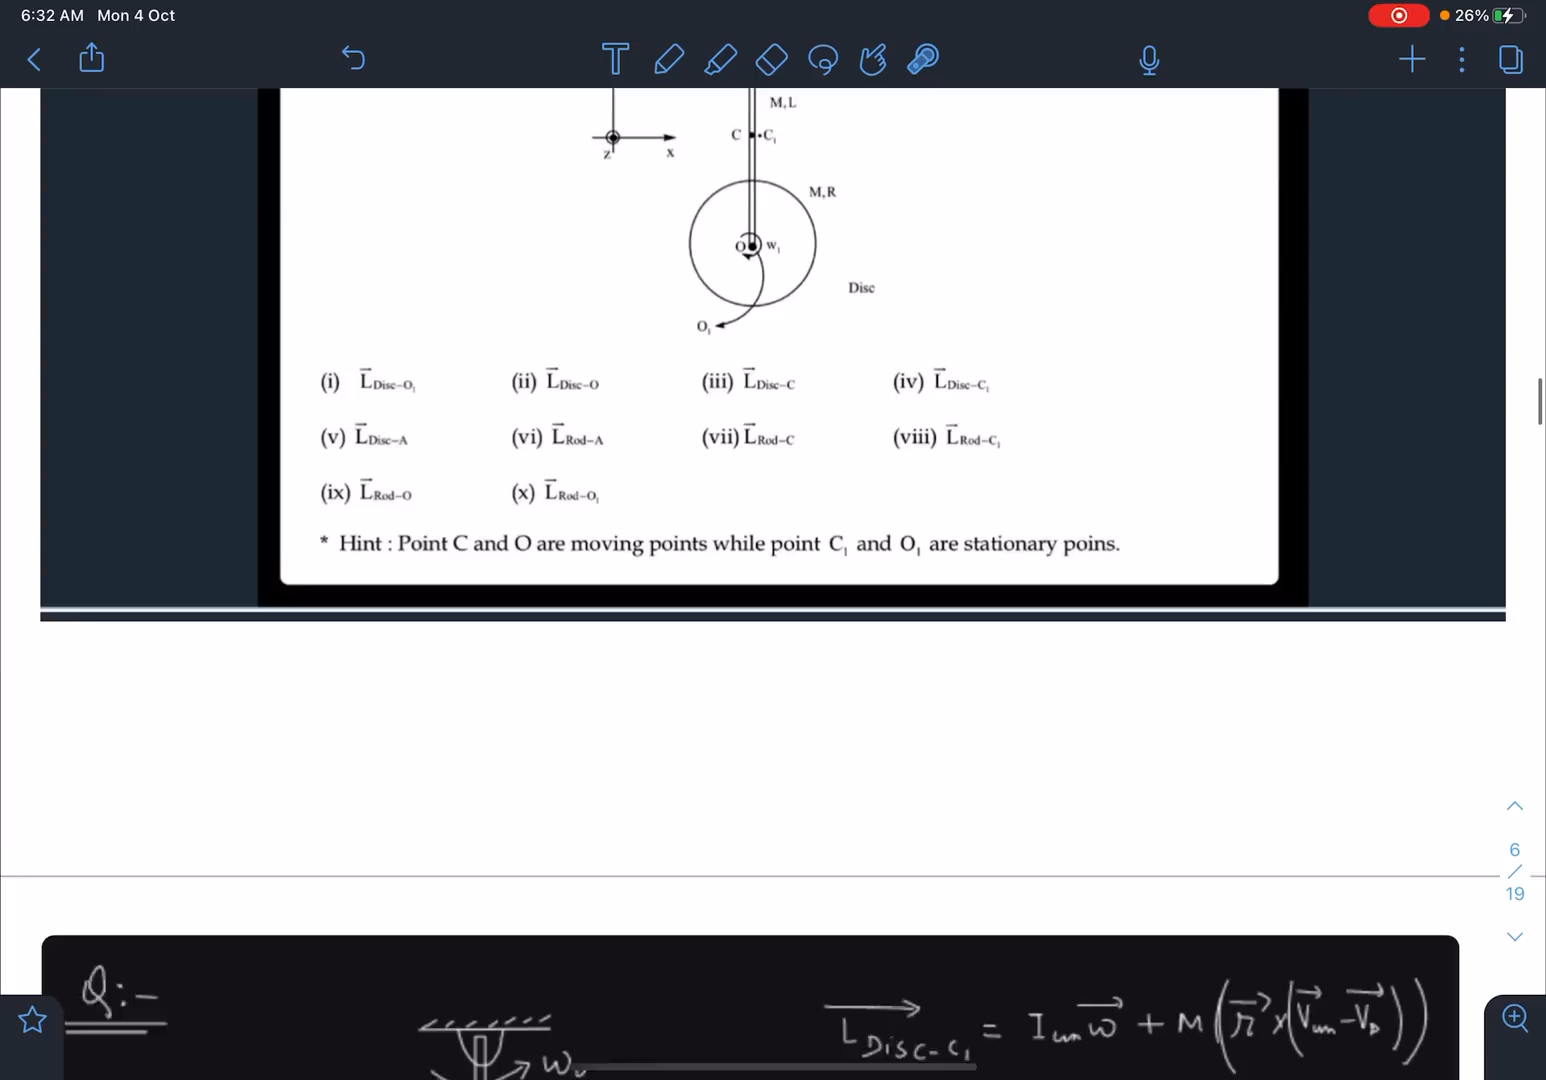 6:32 AM Mon 4 Oct
26%
M,L
C C₁
z x
M,R
O w₁
Disc
O₁
(i) L⃗Disc–O₁ (ii) L⃗Disc–O (iii) L⃗Disc–C (iv) L⃗Disc–C₁
(v) L⃗Disc–A (vi) L⃗Rod–A (vii) L⃗Rod–C (viii) L⃗Rod–C₁
(ix) L⃗Rod–O (x) L⃗Rod–O₁
* Hint : Point C and O are moving points while point C₁ and O₁ are stationary poins.
6
/
19
Q:-
L Disc-C₁ = Icm ω⃗ + M(r⃗ x(V⃗cm - V⃗p))